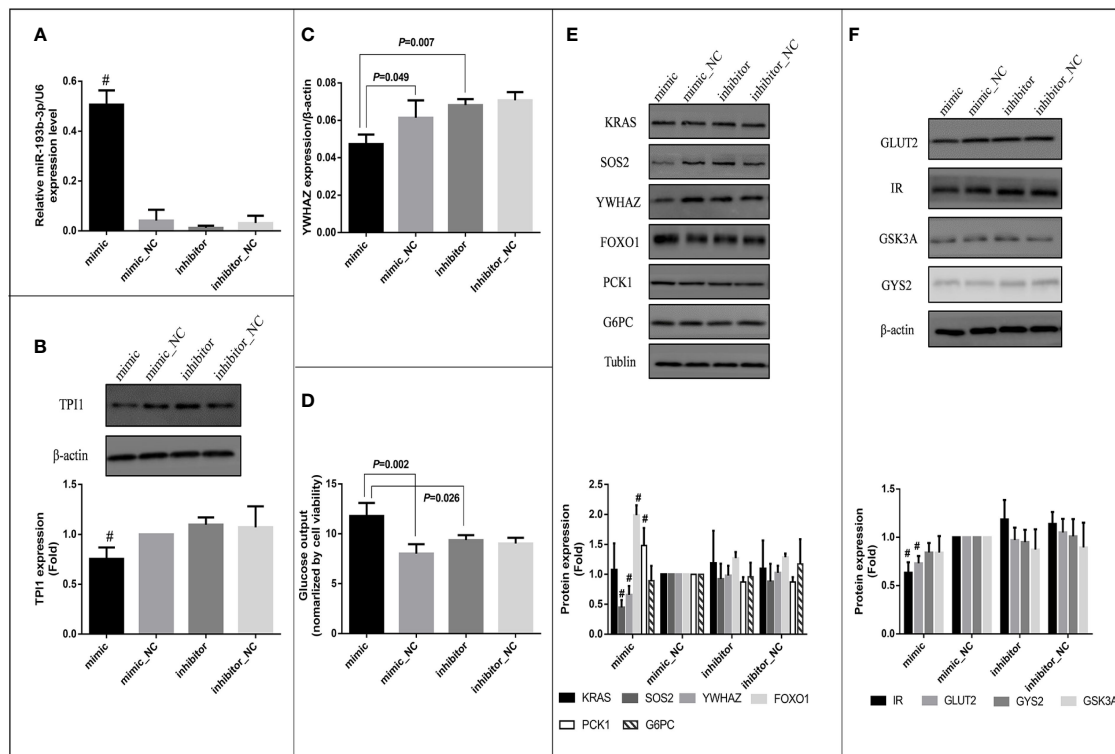 A
Relative miR-193b-3p/U6
expression level
0.6
0.4
0.2
0.0
#
mimic
mimic_NC
inhibitor
inhibitor_NC
B
mimic
mimic_NC
inhibitor
inhibitor_NC
TPI1
β-actin
TPI1 expression
(Fold)
1.5
1.0
0.5
0.0
#
mimic
mimic_NC
inhibitor
inhibitor_NC
C
P=0.007
P=0.049
YWHAZ expression/β-actin
0.08
0.06
0.04
0.02
0.00
mimic
mimic_NC
inhibitor
Inhibitor_NC
D
P=0.002
P=0.026
Glucose output
(nomarlized by cell viability)
20
15
10
5
0
mimic
mimic_NC
inhibitor
inhibitor_NC
E
mimic
mimic_NC
inhibitor
inhibitor_NC
KRAS
SOS2
YWHAZ
FOXO1
PCK1
G6PC
Tublin
Protein expression
(Fold)
2.5
2.0
1.5
1.0
0.5
0.0
#
#
#
#
mimic
mimic_NC
inhibitor
ihibitor_NC
KRAS SOS2 YWHAZ FOXO1
PCK1 G6PC
F
mimic
mimic_NC
inhibitor
inhibitor_NC
GLUT2
IR
GSK3A
GYS2
β-actin
Protein expression
(Fold)
1.5
1.0
0.5
0.0
# #
mimic
mimic_NC
inhibitor
inhibitor_NC
IR GLUT2 GYS2 GSK3A